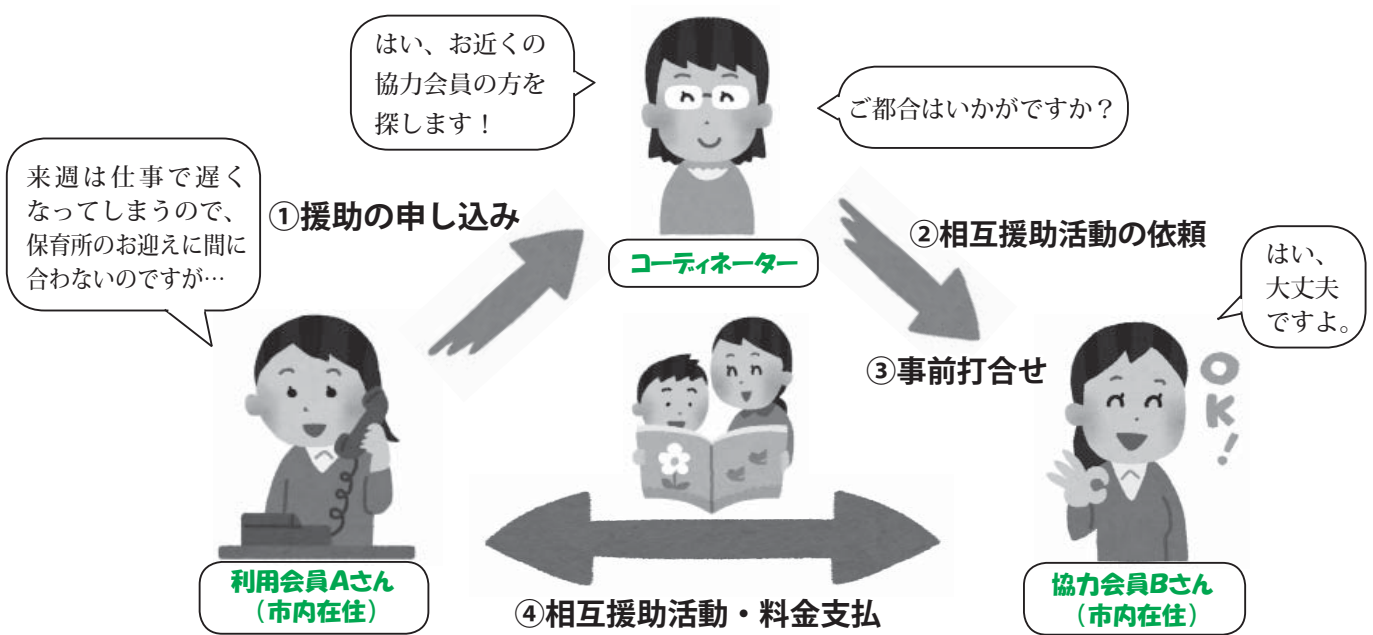 はい、お近くの
協力会員の方を
探します！
ご都合はいかがですか？
来週は仕事で遅く
なってしまうので、
保育所のお迎えに間に
合わないのですが…
①援助の申し込み
コーディネーター
②相互援助活動の依頼
はい、
大丈夫
ですよ。
③事前打合せ
OK!
利用会員Aさん
（市内在住）
④相互援助活動・料金支払
協力会員Bさん
（市内在住）